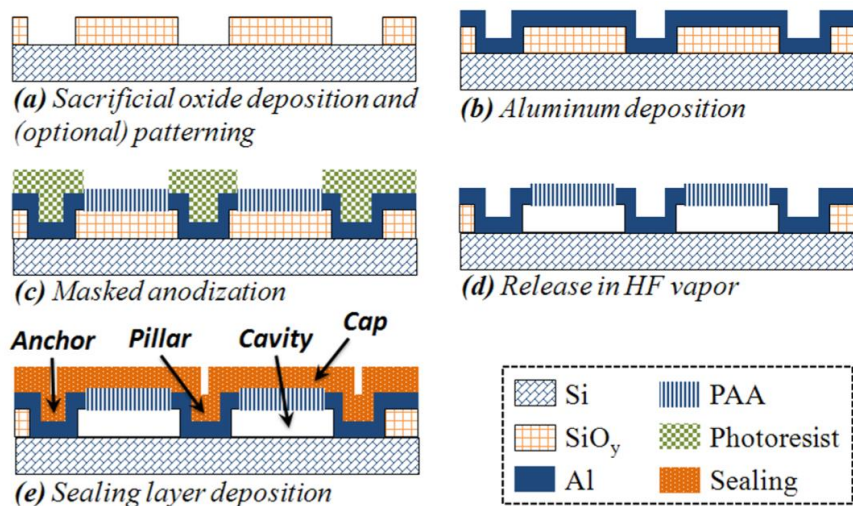 (a) Sacrificial oxide deposition and
(optional) patterning
(b) Aluminum deposition
(c) Masked anodization
(d) Release in HF vapor
Anchor Pillar Cavity Cap
(e) Sealing layer deposition
Si PAA
SiOy Photoresist
Al Sealing